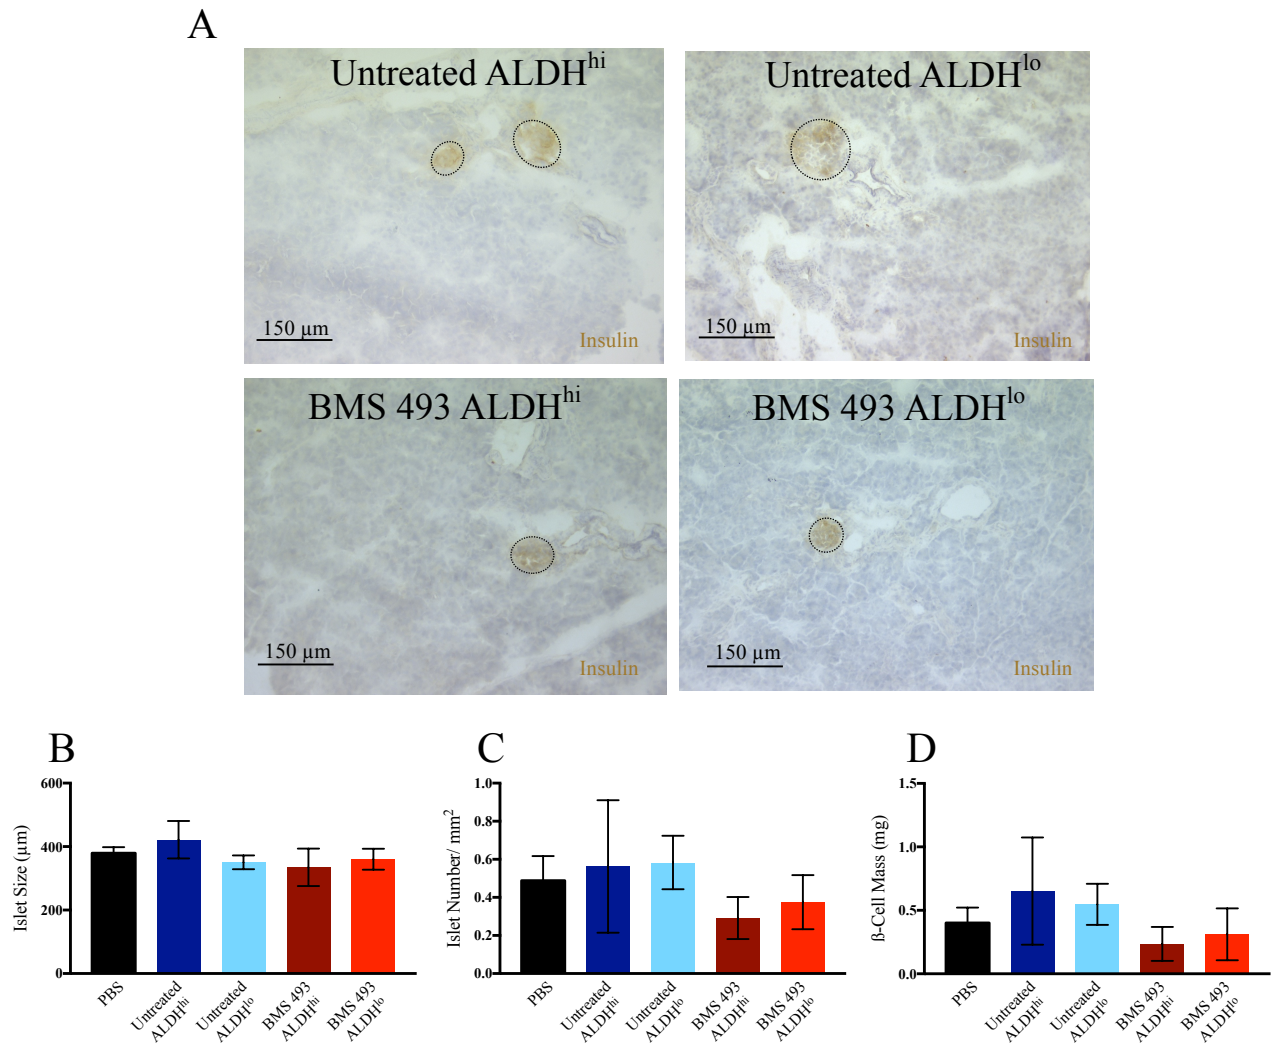 A
Untreated ALDHhi
Untreated ALDHlo
150 µm
Insulin
150 µm
Insulin
BMS 493 ALDHhi
BMS 493 ALDHlo
150 µm
Insulin
150 µm
Insulin
B
Islet Size (µm)
600
400
200
0
PBS
Untreated
ALDHhi
Untreated
ALDHlo
BMS 493
ALDHhi
BMS 493
ALDHlo
C
Islet Number/ mm2
1.0
0.8
0.6
0.4
0.2
0.0
PBS
Untreated
ALDHhi
Untreated
ALDHlo
BMS 493
ALDHhi
BMS 493
ALDHlo
D
ß-Cell Mass (mg)
1.5
1.0
0.5
0.0
PBS
Untreated
ALDHhi
Untreated
ALDHlo
BMS 493
ALDHhi
BMS 493
ALDHlo